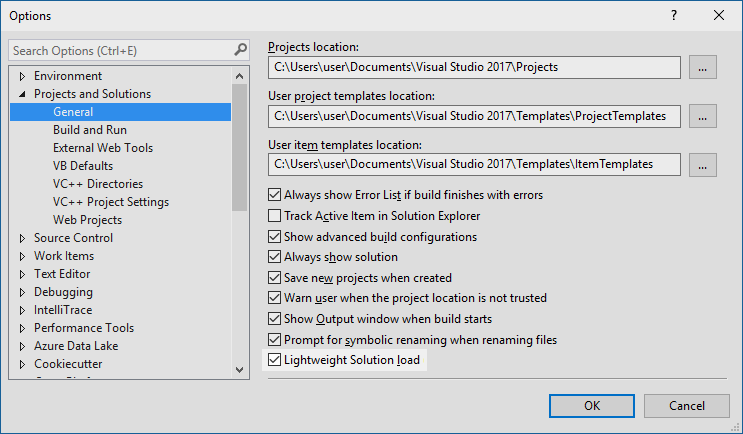 Options
Search Options (Ctrl+E)
Environment
Projects and Solutions
General
Build and Run
External Web Tools
VB Defaults
VC++ Directories
VC++ Project Settings
Web Projects
Source Control
Work Items
Text Editor
Debugging
IntelliTrace
Performance Tools
Azure Data Lake
Cookiecutter
Projects location:
C:\Users\user\Documents\Visual Studio 2017\Projects
...
User project templates location:
C:\Users\user\Documents\Visual Studio 2017\Templates\ProjectTemplates
...
User item templates location:
C:\Users\user\Documents\Visual Studio 2017\Templates\ItemTemplates
...
Always show Error List if build finishes with errors
Track Active Item in Solution Explorer
Show advanced build configurations
Always show solution
Save new projects when created
Warn user when the project location is not trusted
Show Output window when build starts
Prompt for symbolic renaming when renaming files
Lightweight Solution load
OK
Cancel